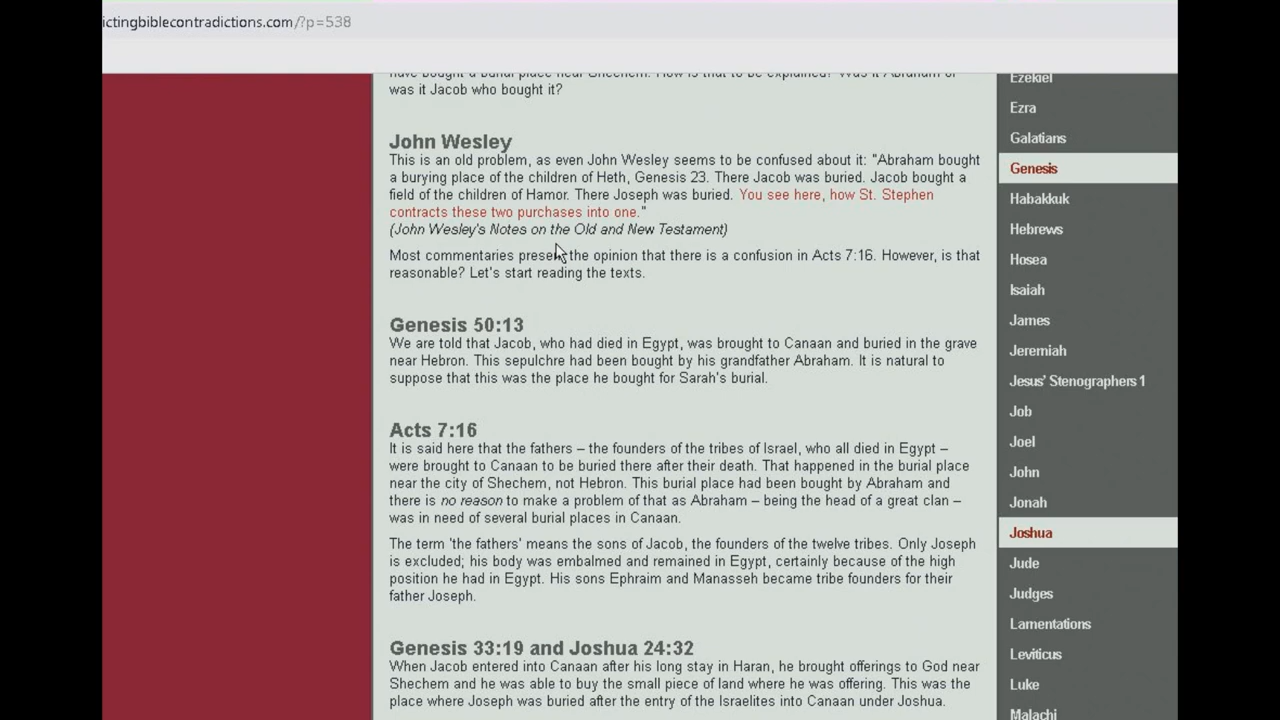 ictingbiblecontradictions.com/?p=538
have bought a burial place near Shechem. How is that to be explained? Was it Abraham or
was it Jacob who bought it?
John Wesley
This is an old problem, as even John Wesley seems to be confused about it: "Abraham bought
a burying place of the children of Heth, Genesis 23. There Jacob was buried. Jacob bought a
field of the children of Hamor. There Joseph was buried. You see here, how St. Stephen
contracts these two purchases into one."
(John Wesley's Notes on the Old and New Testament)
Most commentaries present the opinion that there is a confusion in Acts 7:16. However, is that
reasonable? Let's start reading the texts.
Genesis 50:13
We are told that Jacob, who had died in Egypt, was brought to Canaan and buried in the grave
near Hebron. This sepulchre had been bought by his grandfather Abraham. It is natural to
suppose that this was the place he bought for Sarah's burial.
Acts 7:16
It is said here that the fathers – the founders of the tribes of Israel, who all died in Egypt –
were brought to Canaan to be buried there after their death. That happened in the burial place
near the city of Shechem, not Hebron. This burial place had been bought by Abraham and
there is no reason to make a problem of that as Abraham – being the head of a great clan –
was in need of several burial places in Canaan.
The term 'the fathers' means the sons of Jacob, the founders of the twelve tribes. Only Joseph
is excluded; his body was embalmed and remained in Egypt, certainly because of the high
position he had in Egypt. His sons Ephraim and Manasseh became tribe founders for their
father Joseph.
Genesis 33:19 and Joshua 24:32
When Jacob entered into Canaan after his long stay in Haran, he brought offerings to God near
Shechem and he was able to buy the small piece of land where he was offering. This was the
place where Joseph was buried after the entry of the Israelites into Canaan under Joshua.
Ezekiel
Ezra
Galatians
Genesis
Habakkuk
Hebrews
Hosea
Isaiah
James
Jeremiah
Jesus' Stenographers 1
Job
Joel
John
Jonah
Joshua
Jude
Judges
Lamentations
Leviticus
Luke
Malachi